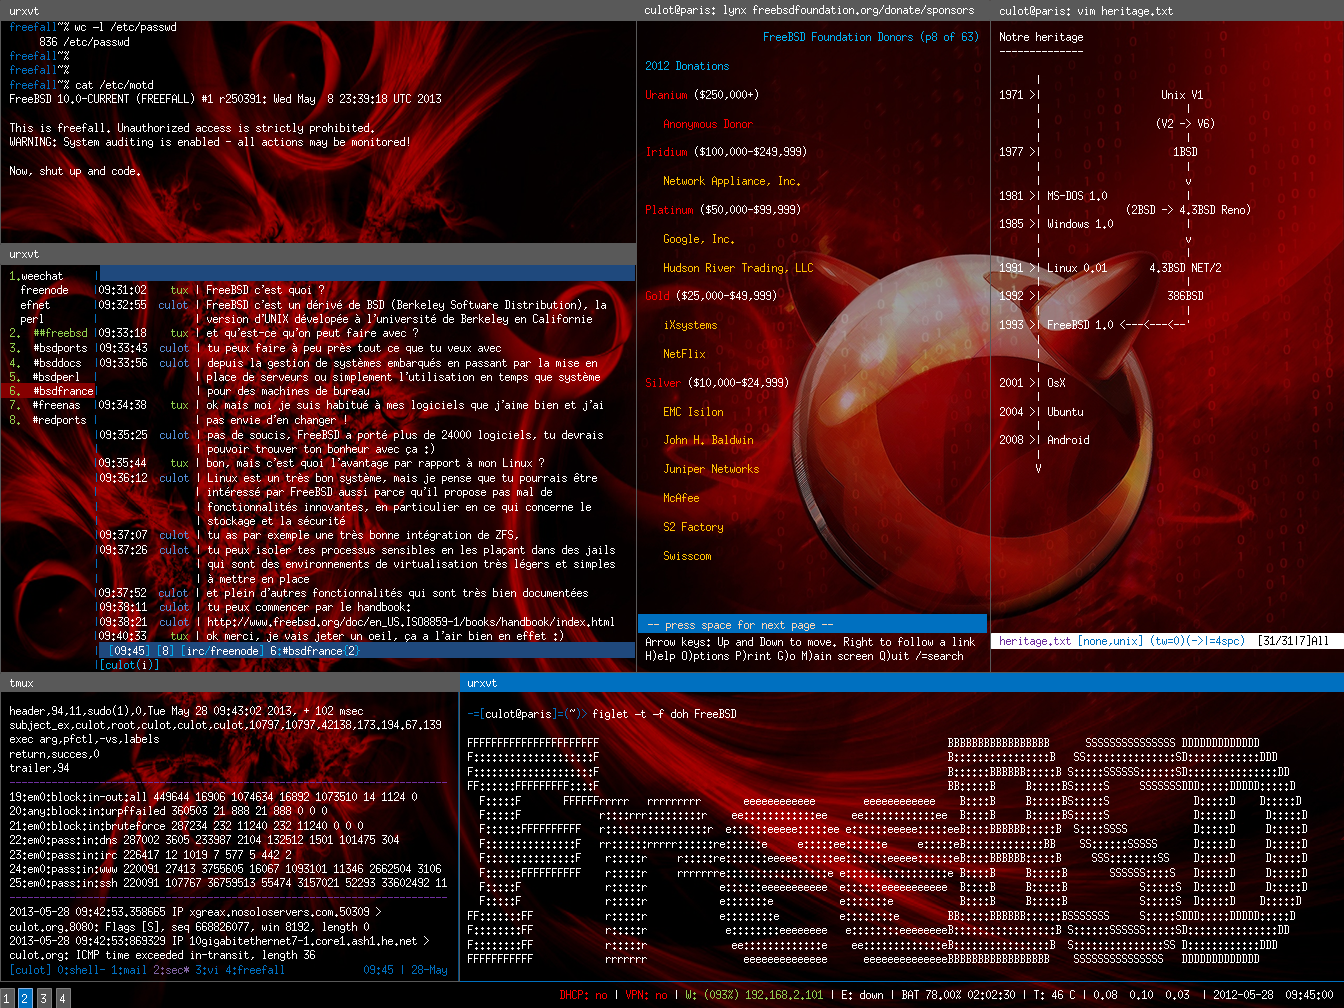 urxvt
freefall~% wc -l /etc/passwd
836 /etc/passwd
freefall~%
freefall~%
freefall~% cat /etc/motd
FreeBSD 10.0-CURRENT (FREEFALL) #1 r250391: Wed May  8 23:39:18 UTC 2013
This is freefall. Unauthorized access is strictly prohibited.
WARNING: System auditing is enabled - all actions may be monitored!
Now, shut up and code.
urxvt
1.weechat
freenode
efnet
perl
2. ##freebsd
3. #bsdports
4. #bsddocs
5. #bsdperl
6. #bsdfrance
7. #freenas
8. #redports
|09:31:02 tux | FreeBSD c'est quoi ?
|09:32:55 culot | FreeBSD c'est un dérivé de BSD (Berkeley Software Distribution), la
| version d'UNIX dévelopée à l'université de Berkeley en Californie
|09:33:18 tux | et qu'est-ce qu'on peut faire avec ?
|09:33:43 culot | tu peux faire à peu près tout ce que tu veux avec
|09:33:56 culot | depuis la gestion de systèmes embarqués en passant par la mise en
| place de serveurs ou simplement l'utilisation en temps que système
| pour des machines de bureau
|09:34:38 tux | ok mais moi je suis habitué à mes logiciels que j'aime bien et j'ai
| pas envie d'en changer !
|09:35:25 culot | pas de soucis, FreeBSD a porté plus de 24000 logiciels, tu devrais
| pouvoir trouver ton bonheur avec ça :)
|09:35:44 tux | bon, mais c'est quoi l'avantage par rapport à mon Linux ?
|09:36:12 culot | Linux est un très bon système, mais je pense que tu pourrais être
| intéressé par FreeBSD aussi parce qu'il propose pas mal de
| fonctionnalités innovantes, en particulier en ce qui concerne le
| stockage et la sécurité
|09:37:07 culot | tu as par exemple une très bonne intégration de ZFS,
|09:37:26 culot | tu peux isoler tes processus sensibles en les plaçant dans des jails
| qui sont des environnements de virtualisation très légers et simples
| à mettre en place
|09:37:52 culot | et plein d'autres fonctionnalités qui sont très bien documentées
|09:38:11 culot | tu peux commencer par le handbook:
|09:38:21 culot | http://www.freebsd.org/doc/en_US.ISO8859-1/books/handbook/index.html
|09:40:33 tux | ok merci, je vais jeter un oeil, ça a l'air bien en effet :)
[09:45] [8] [irc/freenode] 6:#bsdfrance{2}
[culot(i)]
culot@paris: lynx freebsdfoundation.org/donate/sponsors
FreeBSD Foundation Donors (p8 of 63)
2012 Donations
Uranium ($250,000+)
Anonymous Donor
Iridium ($100,000-$249,999)
Network Appliance, Inc.
Platinum ($50,000-$99,999)
Google, Inc.
Hudson River Trading, LLC
Gold ($25,000-$49,999)
iXsystems
NetFlix
Silver ($10,000-$24,999)
EMC Isilon
John H. Baldwin
Juniper Networks
McAfee
S2 Factory
Swisscom
-- press space for next page --
Arrow keys: Up and Down to move. Right to follow a link
H)elp O)ptions P)rint G)o M)ain screen Q)uit /=search
culot@paris: vim heritage.txt
Notre heritage
--------------
|
1971 >| Unix V1
| |
| (V2 -> V6)
| |
1977 >| 1BSD
| |
| v
1981 >| MS-DOS 1.0
| (2BSD -> 4.3BSD Reno)
1985 >| Windows 1.0 |
| v
| |
1991 >| Linux 0.01 4.3BSD NET/2
| |
1992 >| 386BSD
| |
1993 >| FreeBSD 1.0 <---<---<--'
|
2001 >| OsX
|
2004 >| Ubuntu
|
2008 >| Android
|
V
heritage.txt [none,unix] (tw=0)(->|=4spc) [31/31|7]All
tmux
header,94,11,sudo(1),0,Tue May 28 09:43:02 2013, + 102 msec
subject_ex,culot,root,culot,culot,culot,10797,10797,42138,173.194.67.139
exec arg,pfctl,-vs,labels
return,succes,0
trailer,94
19:em0:block:in-out:all 449644 16906 1074634 16892 1073510 14 1124 0
20:any:block:in:urpffailed 360503 21 888 21 888 0 0 0
21:em0:block:in:bruteforce 287234 232 11240 232 11240 0 0 0
22:em0:pass:in:dns 287002 3605 233987 2104 132512 1501 101475 304
23:em0:pass:in:irc 226417 12 1019 7 577 5 442 2
24:em0:pass:in:www 220091 27413 3755605 16067 1093101 11346 2662504 3106
25:em0:pass:in:ssh 220091 107767 36759513 55474 3157021 52293 33602492 11
2013-05-28 09:42:53.358665 IP xgreax.nosoloservers.com.50309 >
culot.org.8080: Flags [S], seq 668826077, win 8192, length 0
2013-05-28 09:42:53.869329 IP 10gigabitethernet7-1.core1.ash1.he.net >
culot.org: ICMP time exceeded in-transit, length 36
[culot] 0:shell- 1:mail 2:sec* 3:vi 4:freefall 09:45 | 28-May
urxvt
-=[culot@paris]=(~)> figlet -t -f doh FreeBSD
FreeBSD
1 2 3 4
DHCP: no | VPN: no | W: (093%) 192.168.2.101 | E: down | BAT 78.00% 02:02:30 | T: 46 C | 0.08 0.10 0.03 | 2012-05-28 09:45:00